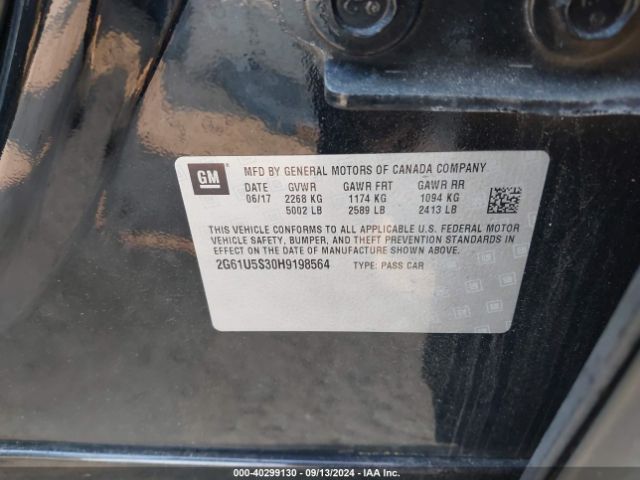 GM
MFD BY GENERAL MOTORS OF CANADA COMPANY
DATE GVWR GAWR FRT GAWR RR
06/17 2268 KG 1174 KG 1094 KG
5002 LB 2589 LB 2413 LB
THIS VEHICLE CONFORMS TO ALL APPLICABLE U.S. FEDERAL MOTOR
VEHICLE SAFETY, BUMPER, AND THEFT PREVENTION STANDARDS IN
EFFECT ON THE DATE OF MANUFACTURE SHOWN ABOVE.
2G61U5S30H9198564 TYPE: PASS CAR
000-40299130 - 09/13/2024 - IAA Inc.